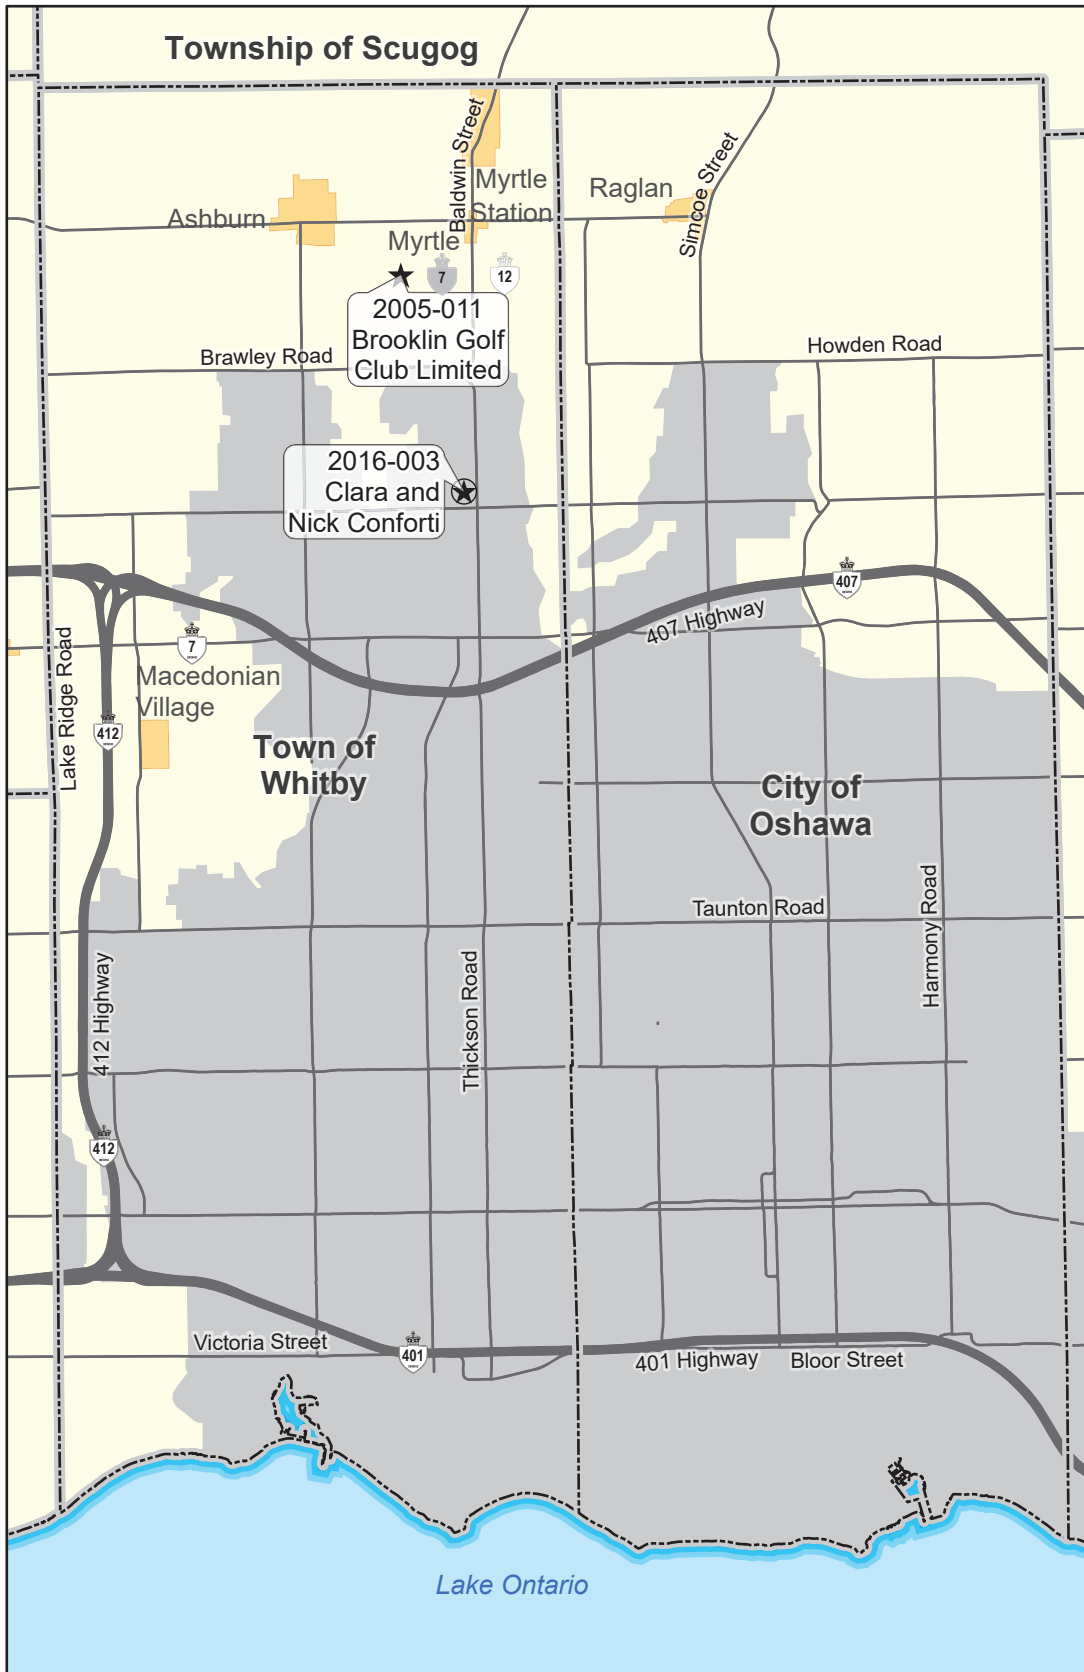 Township of Scugog
Baldwin Street
Simcoe Street
Myrtle
Station
Raglan
Ashburn
Myrtle
7
12
2005-011
Brooklin Golf
Club Limited
Brawley Road
Howden Road
2016-003
Clara and
Nick Conforti
407
407 Highway
7
Lake Ridge Road
Macedonian
Village
412
Town of
Whitby
City of
Oshawa
Taunton Road
Harmony Road
412 Highway
Thickson Road
412
Victoria Street
401
401 Highway
Bloor Street
Lake Ontario